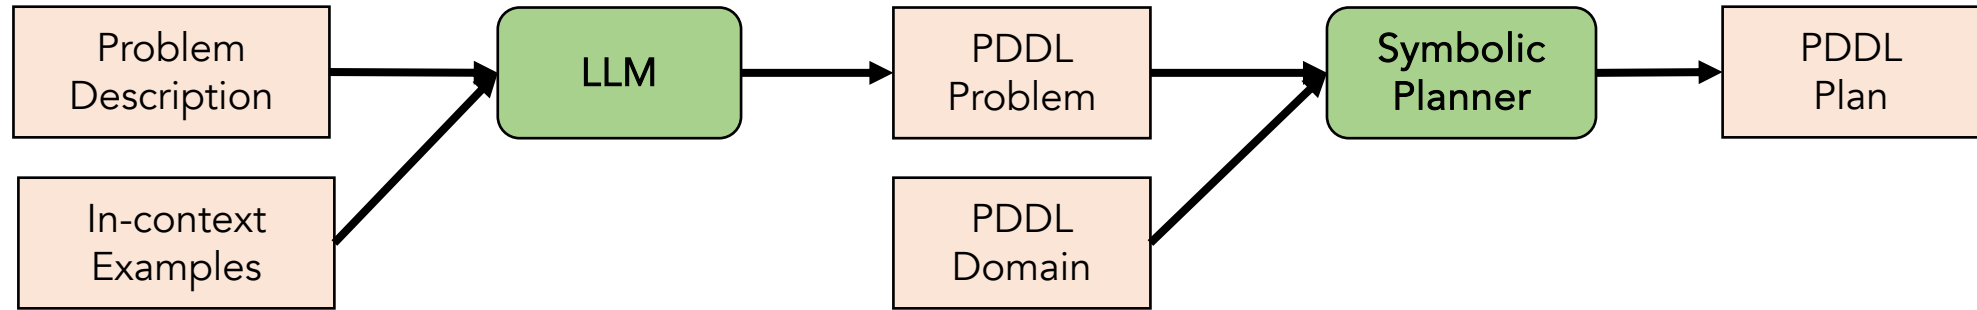 Problem
Description
LLM
PDDL
Problem
Symbolic
Planner
PDDL
Plan
In-context
Examples
PDDL
Domain